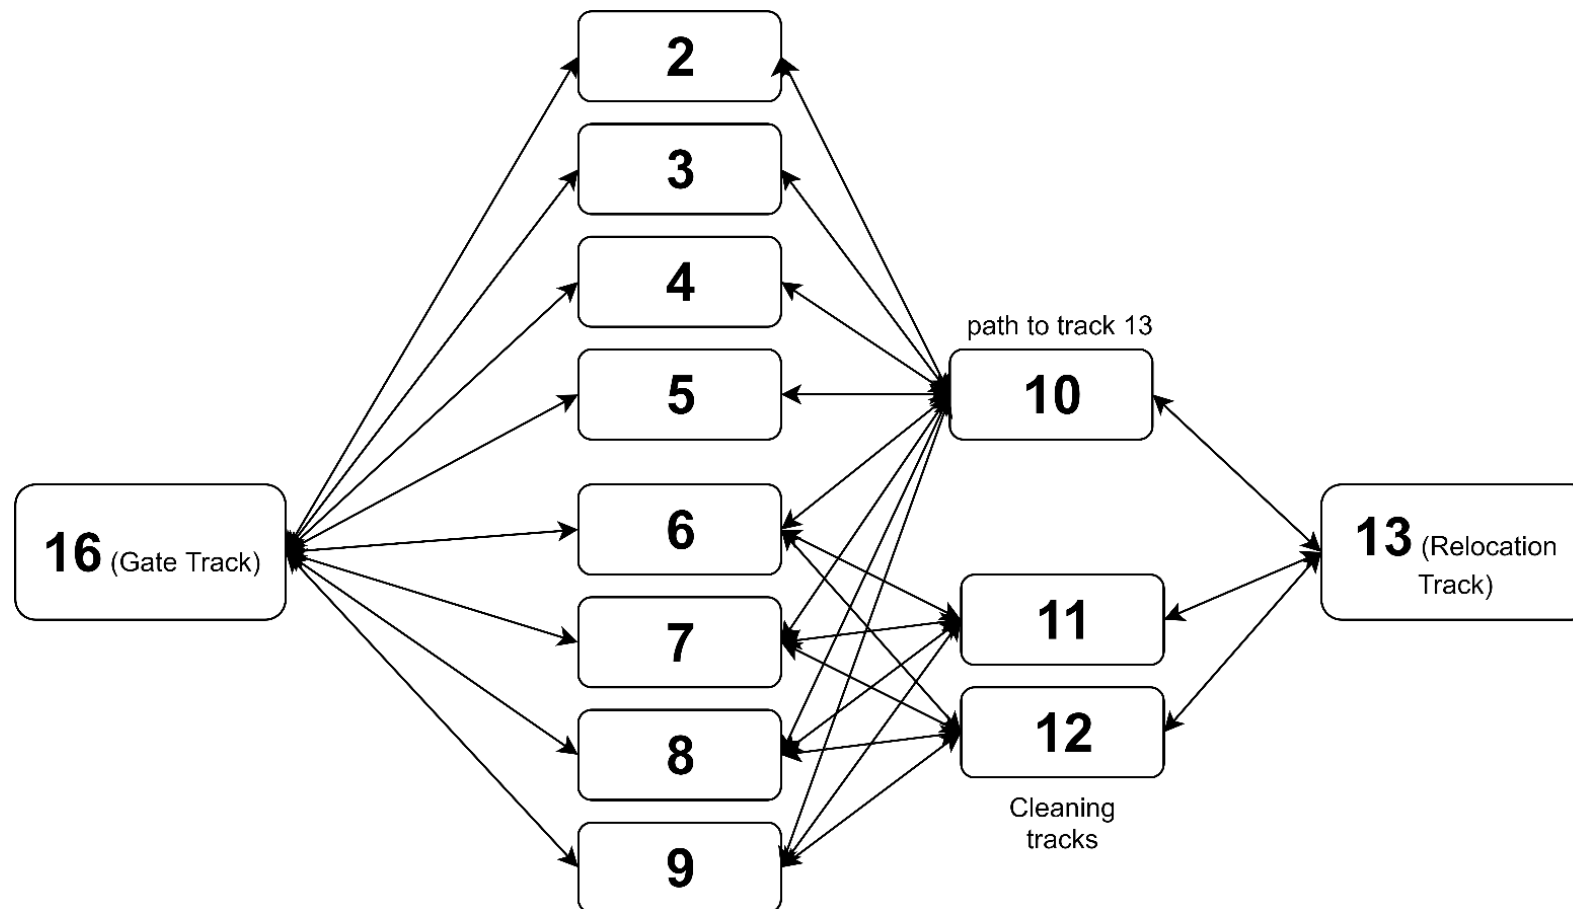 2
3
4
5
6
7
8
9
16 (Gate Track)
path to track 13
10
11
12
Cleaning
tracks
13 (Relocation
Track)